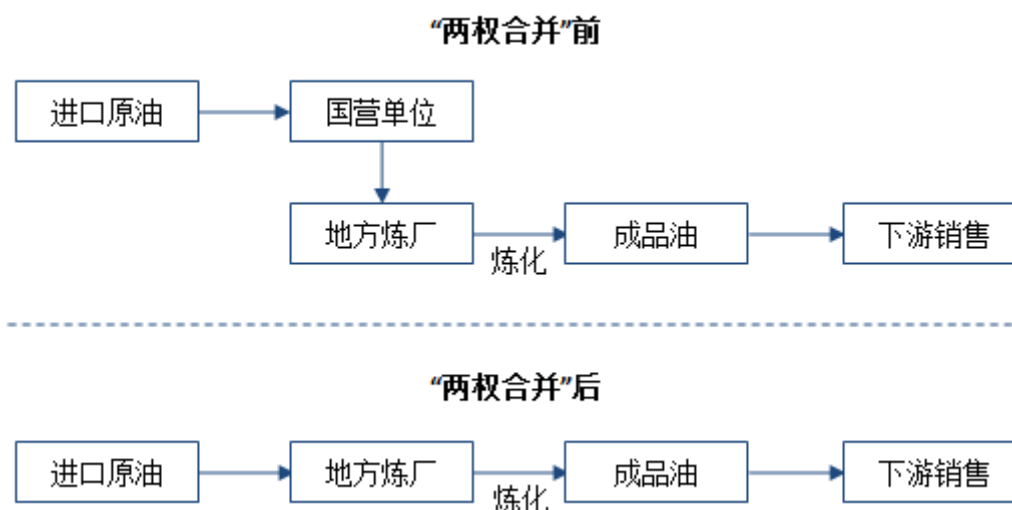 “两权合并”前
进口原油
国营单位
地方炼厂
炼化
成品油
下游销售
“两权合并”后
进口原油
地方炼厂
炼化
成品油
下游销售